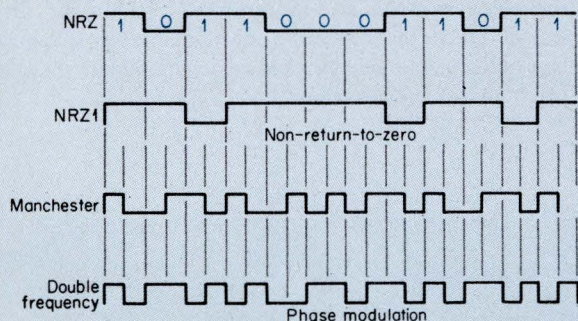 NRZ
1 0 1 1 0 0 0 1 1 0 1 1
NRZ1
Non-return-to-zero
Manchester
Double
frequency
Phase modulation